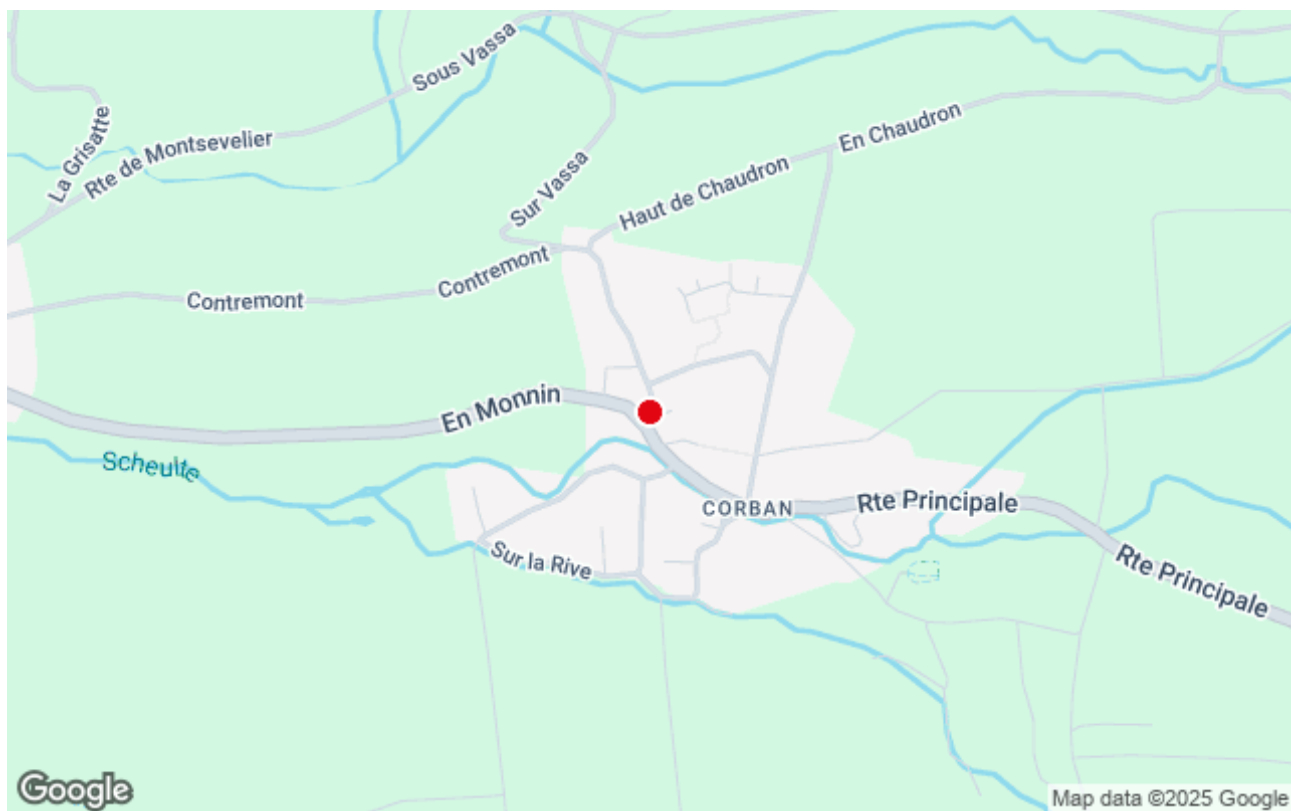 Sous Vassa
La Grisatte
Rte de Montsevelier
En Chaudron
Haut de Chaudron
Sur Vassa
Contremont
Contremont
En Monnin
Scheulte
CORBAN
Rte Principale
Sur la Rive
Rte Principale
Google
Map data ©2025 Google